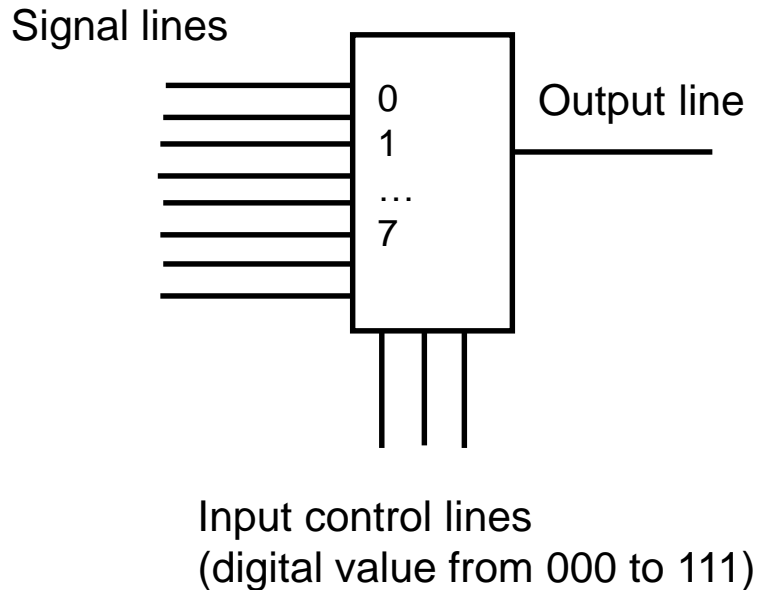 Signal lines
0
Output line
1
…
7
Input control lines
(digital value from 000 to 111)